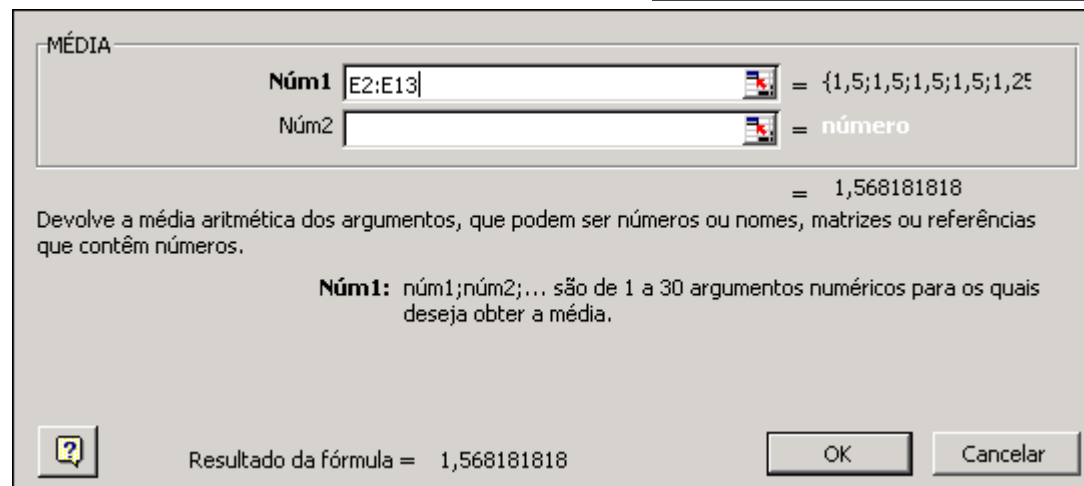 MÉDIA
Núm1 E2:E13 = {1,5;1,5;1,5;1,5;1,25
Núm2 = número
= 1,568181818
Devolve a média aritmética dos argumentos, que podem ser números ou nomes, matrizes ou referências
que contêm números.
Núm1: núm1;núm2;... são de 1 a 30 argumentos numéricos para os quais
deseja obter a média.
? Resultado da fórmula = 1,568181818 OK Cancelar